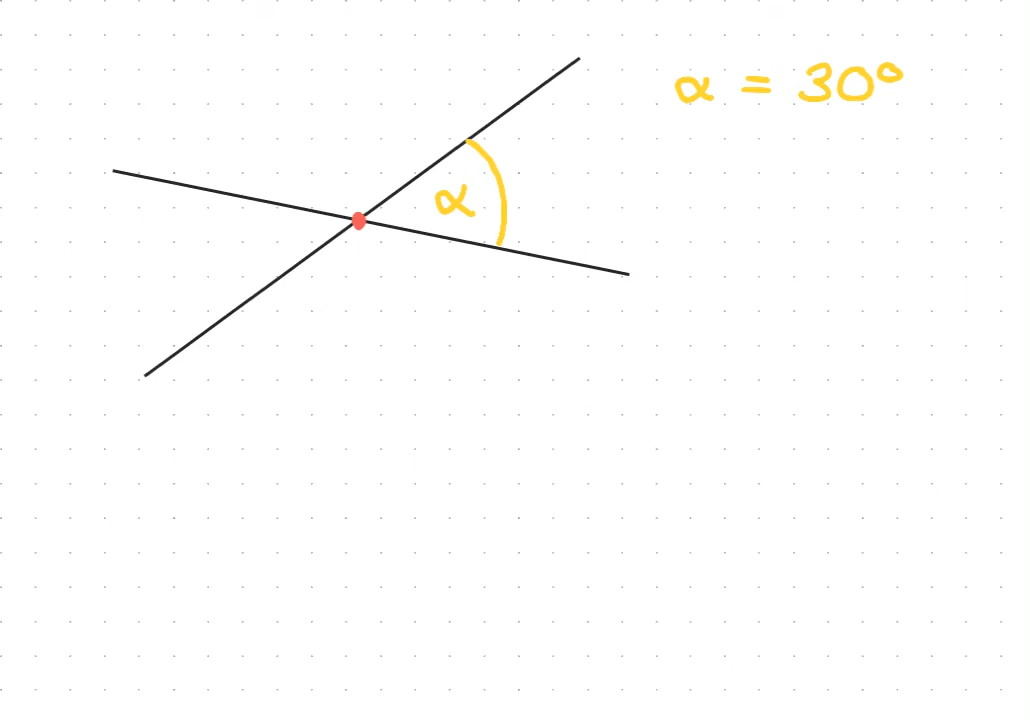 α = 30°
α